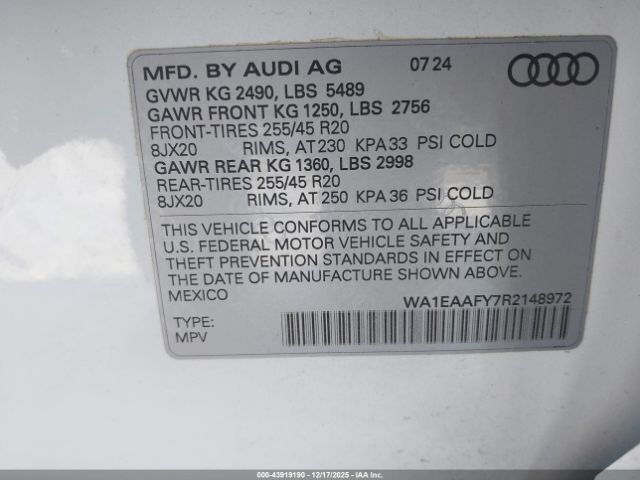 MFD. BY AUDI AG 07 24
GVWR KG 2490, LBS 5489
GAWR FRONT KG 1250, LBS 2756
FRONT-TIRES 255/45 R20
8JX20 RIMS, AT 230 KPA 33 PSI COLD
GAWR REAR KG 1360, LBS 2998
REAR-TIRES 255/45 R20
8JX20 RIMS, AT 250 KPA 36 PSI COLD
THIS VEHICLE CONFORMS TO ALL APPLICABLE
U.S. FEDERAL MOTOR VEHICLE SAFETY AND
THEFT PREVENTION STANDARDS IN EFFECT ON
THE DATE OF MANUFACTURE SHOWN ABOVE.
MEXICO WA1EAAFY7R2148972
TYPE:
MPV
000-43919190 - 12/17/2025 - IAAI.COM